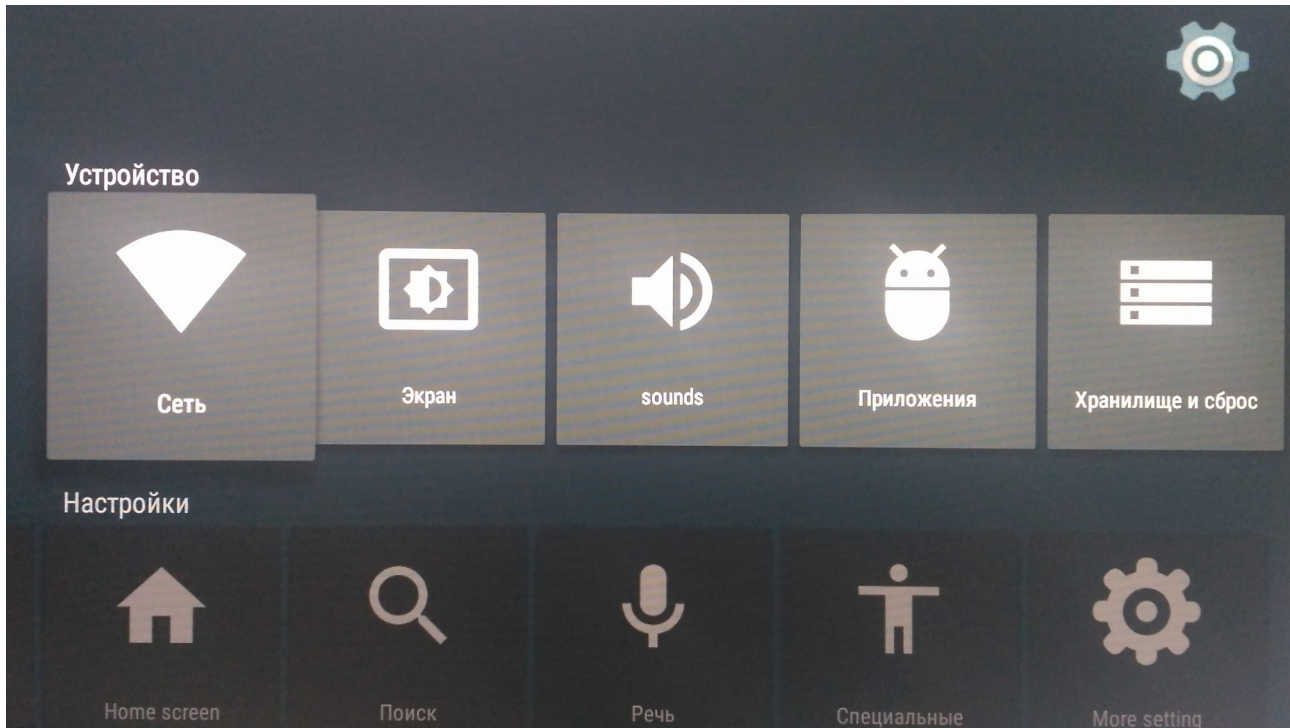 Устройство
Сеть
Экран
sounds
Приложения
Хранилище и сброс
Настройки
Home screen
Поиск
Речь
Специальные
More setting